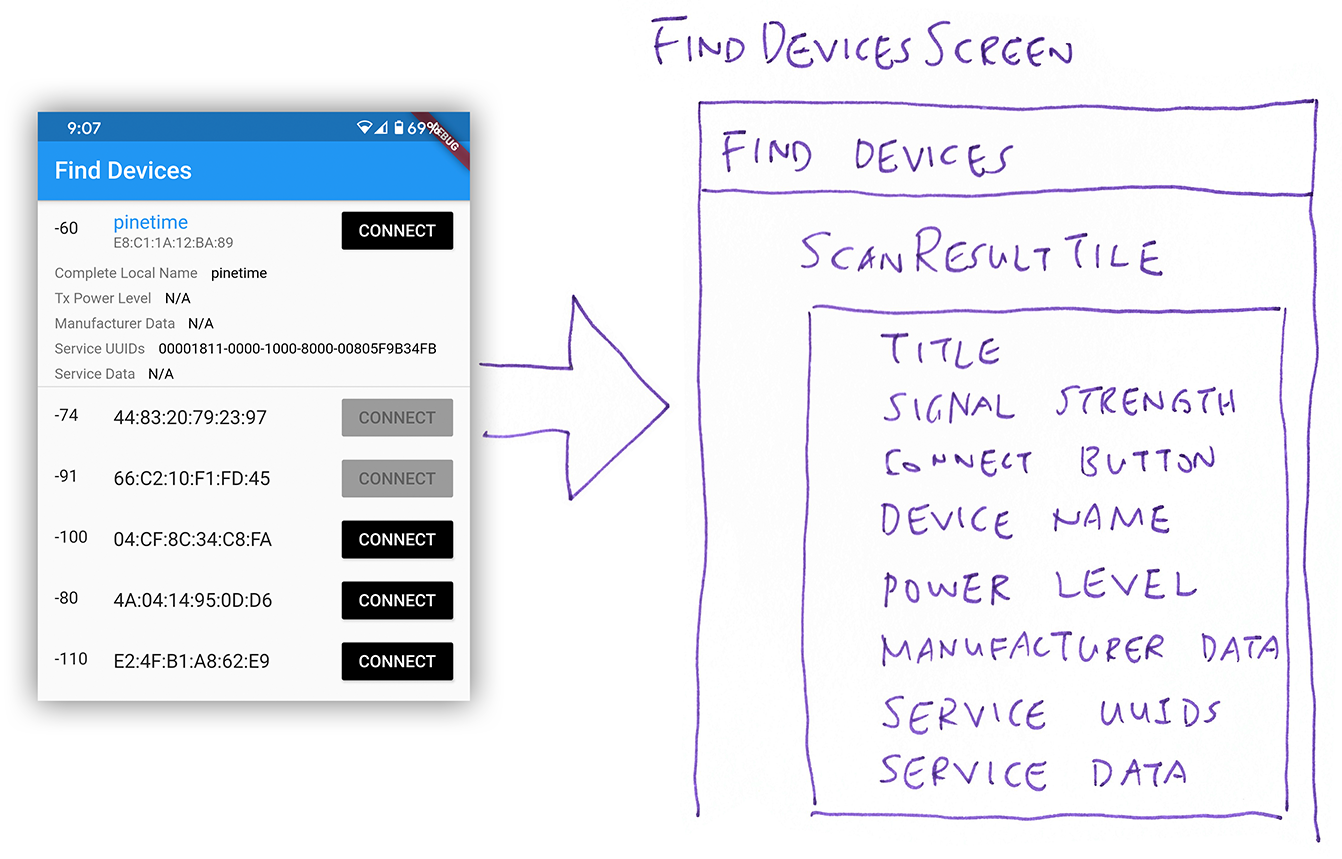 FIND DEVICES SCREEN
9:07 69%
DEBUG
Find Devices
-60 pinetime CONNECT
E8:C1:1A:12:BA:89
Complete Local Name pinetime
Tx Power Level N/A
Manufacturer Data N/A
Service UUIDs 00001811-0000-1000-8000-00805F9B34FB
Service Data N/A
-74 44:83:20:79:23:97 CONNECT
-91 66:C2:10:F1:FD:45 CONNECT
-100 04:CF:8C:34:C8:FA CONNECT
-80 4A:04:14:95:0D:D6 CONNECT
-110 E2:4F:B1:A8:62:E9 CONNECT
FIND DEVICES
SCANRESULTTILE
TITLE
SIGNAL STRENGTH
CONNECT BUTTON
DEVICE NAME
POWER LEVEL
MANUFACTURER DATA
SERVICE UUIDS
SERVICE DATA